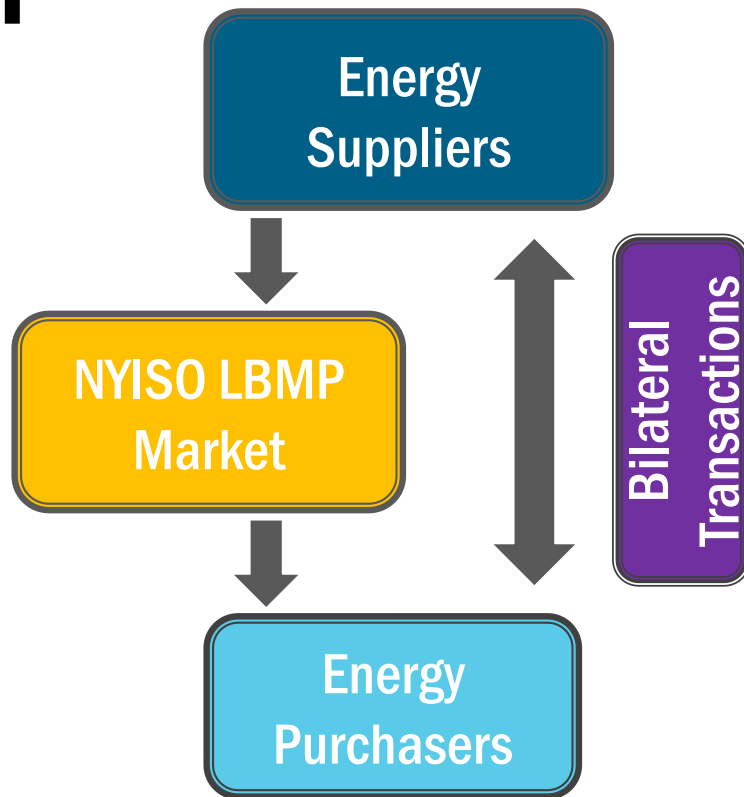 Energy
Suppliers
NYISO LBMP
Market
Bilateral
Transactions
Energy
Purchasers